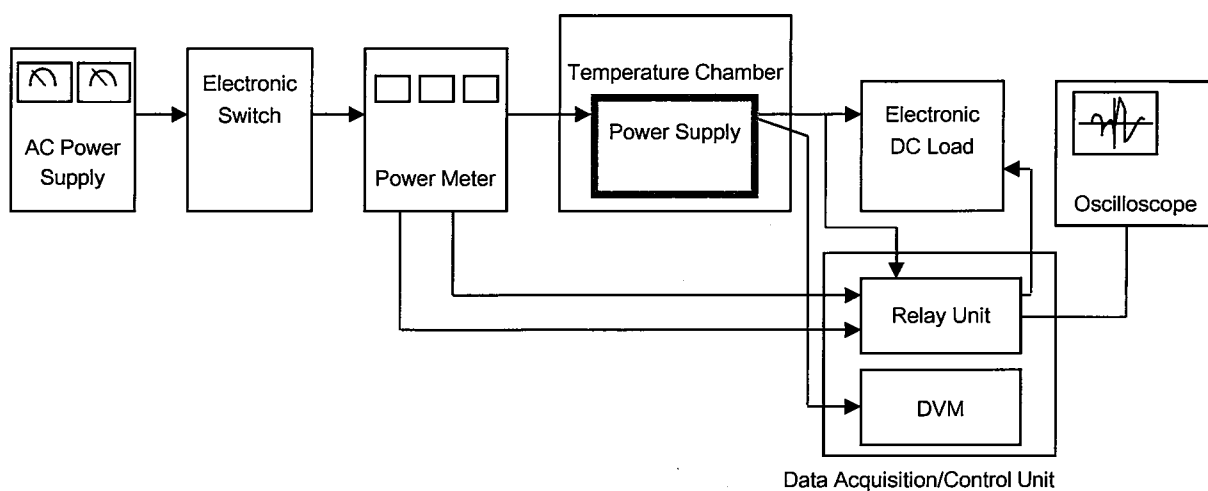 AC Power
Supply
Electronic
Switch
Power Meter
Temperature Chamber
Power Supply
Electronic
DC Load
Oscilloscope
Relay Unit
DVM
Data Acquisition/Control Unit